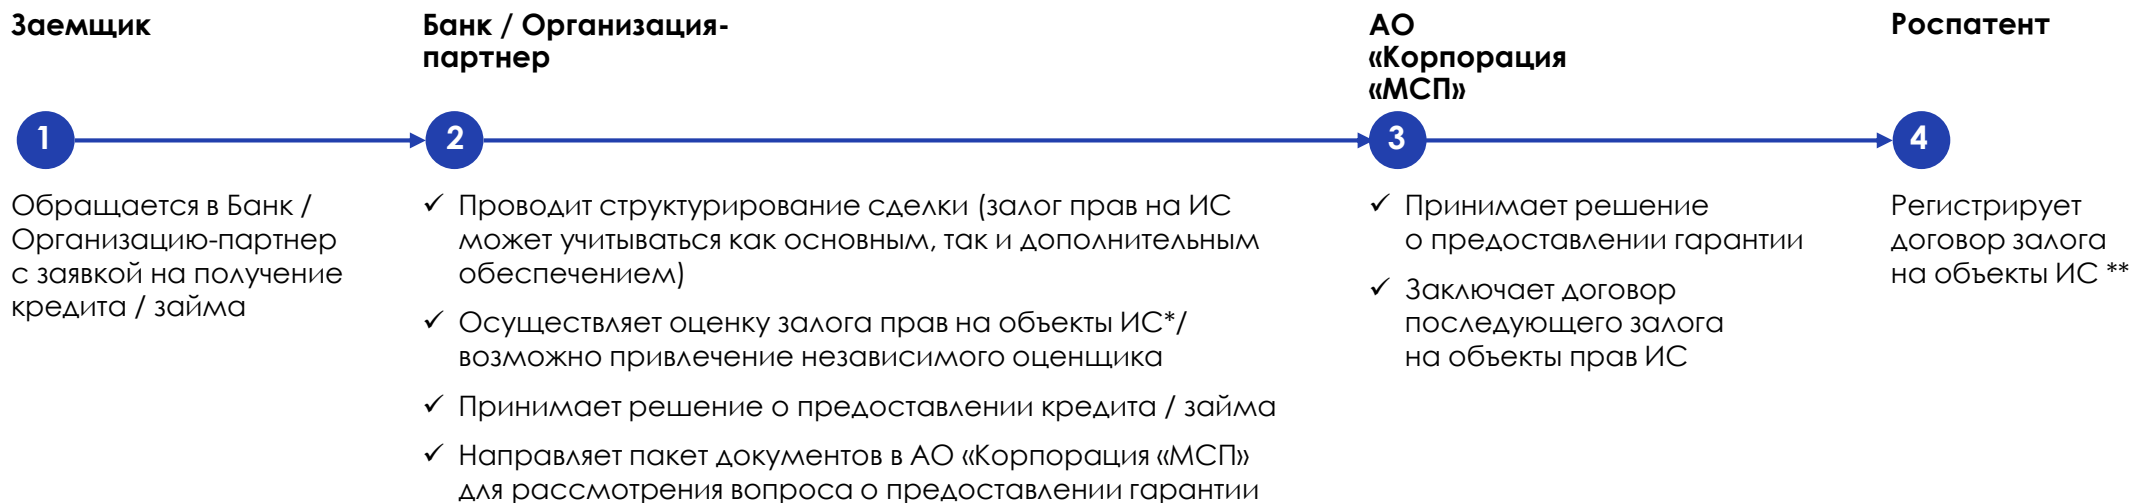 Заемщик
Банк / Организация-
партнер
АО
«Корпорация
«МСП»
Роспатент
1
2
3
4
Обращается в Банк /
Организацию-партнер
с заявкой на получение
кредита / займа
✓ Проводит структурирование сделки (залог прав на ИС
может учитываться как основным, так и дополнительным
обеспечением)
✓ Осуществляет оценку залога прав на объекты ИС*/
возможно привлечение независимого оценщика
✓ Принимает решение о предоставлении кредита / займа
✓ Направляет пакет документов в АО «Корпорация «МСП»
для рассмотрения вопроса о предоставлении гарантии
✓ Принимает решение
о предоставлении гарантии
✓ Заключает договор
последующего залога
на объекты прав ИС
Регистрирует
договор залога
на объекты ИС **